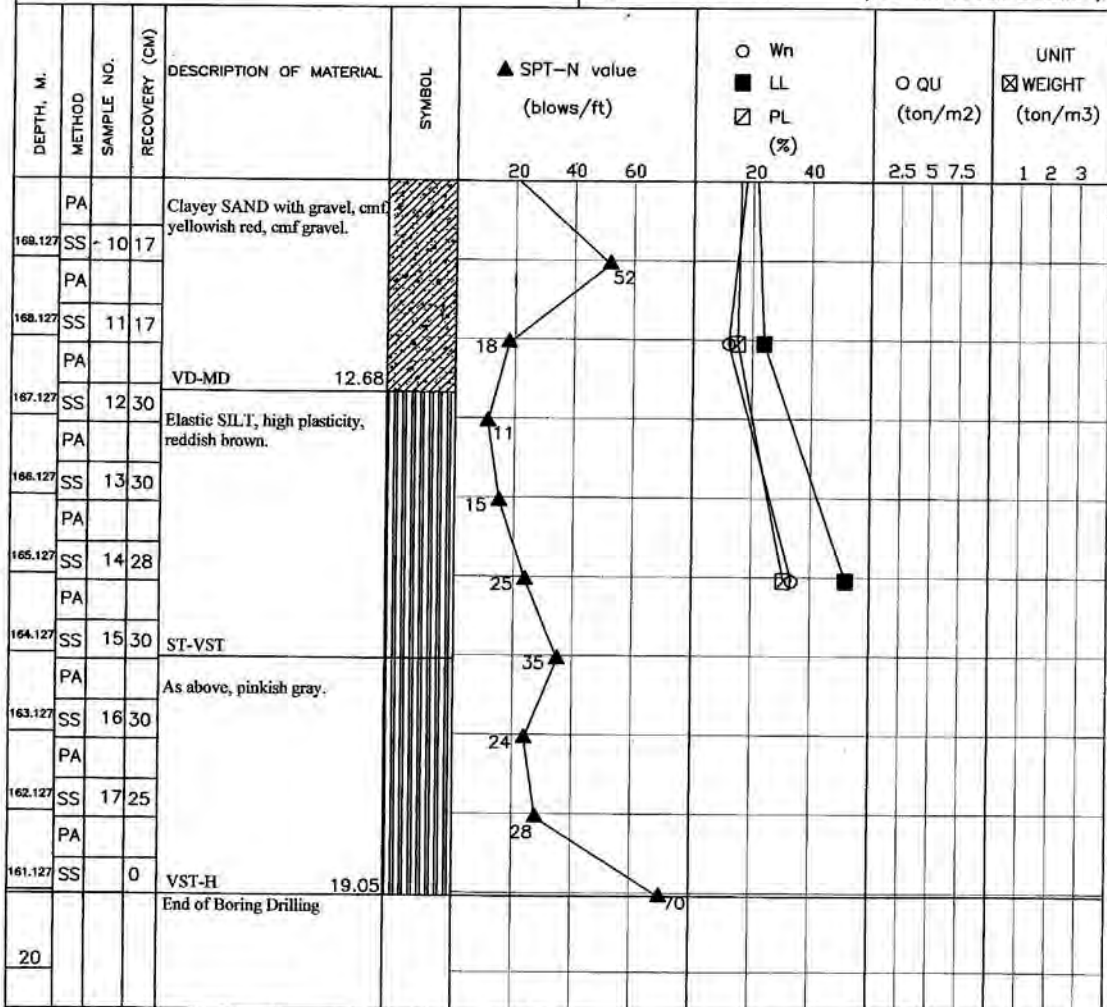 DEPTH, M.
METHOD
SAMPLE NO.
RECOVERY (CM)
DESCRIPTION OF MATERIAL
SYMBOL
▲ SPT-N value
(blows/ft)
20 40 60
○ Wn
■ LL
PL
(%)
20 40
○ QU
(ton/m2)
2.5 5 7.5
UNIT
WEIGHT
(ton/m3)
1 2 3
PA
Clayey SAND with gravel, cmf,
yellowish red, cmf gravel.
169.127 SS 10 17
52
PA
168.127 SS 11 17
18
PA
VD-MD 12.68
167.127 SS 12 30
Elastic SILT, high plasticity,
reddish brown.
11
PA
166.127 SS 13 30
15
PA
165.127 SS 14 28
25
PA
164.127 SS 15 30
ST-VST
35
PA
As above, pinkish gray.
163.127 SS 16 30
24
PA
162.127 SS 17 25
28
PA
161.127 SS 0
VST-H 19.05
70
End of Boring Drilling
20